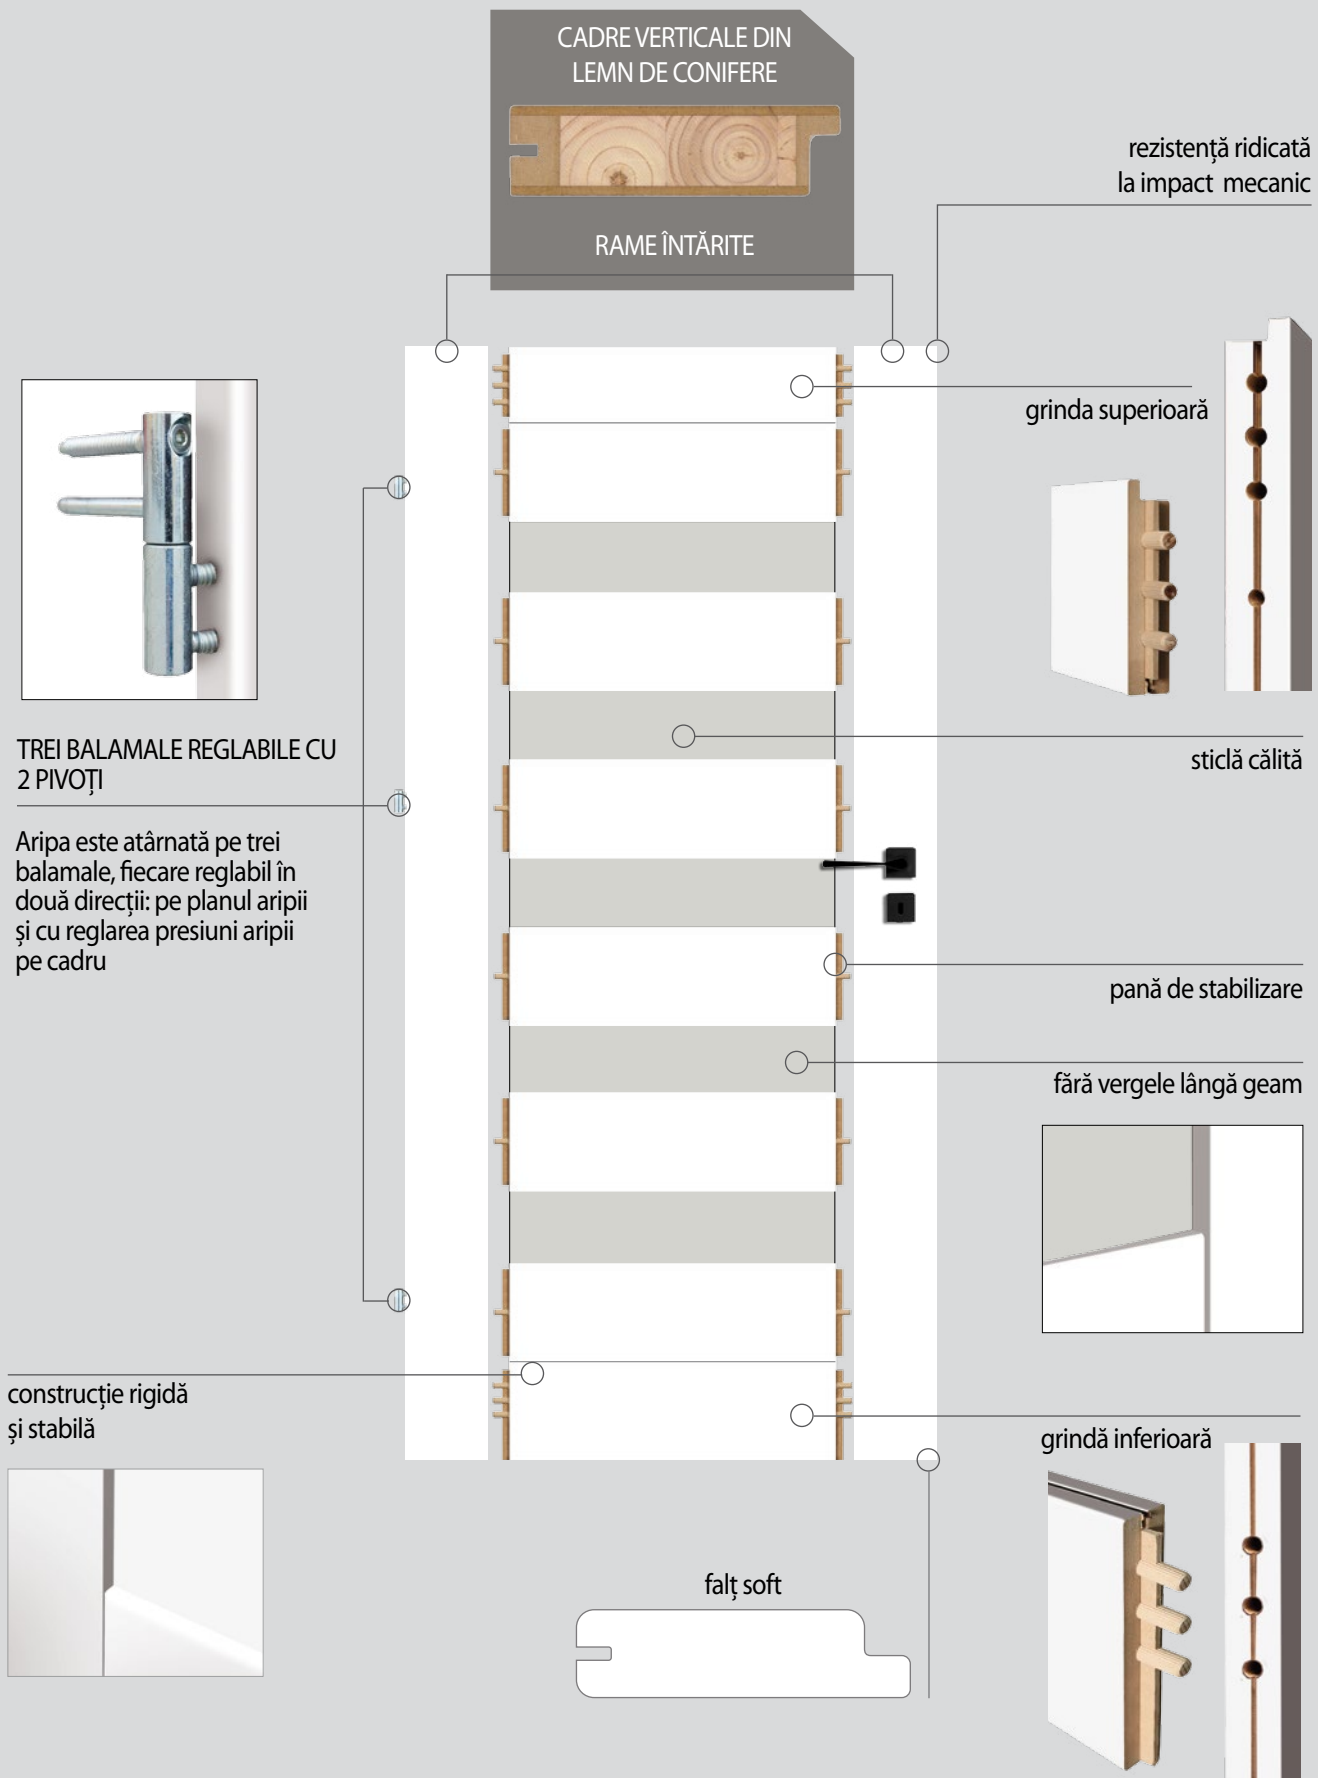 CADRE VERTICALE DIN
LEMN DE CONIFERE
RAME ÎNTĂRITE
rezistență ridicată
la impact mecanic
grinda superioară
TREI BALAMALE REGLABILE CU
2 PIVOȚI
Aripa este atârnată pe trei
balamale, fiecare reglabil în
două direcții: pe planul aripii
și cu reglarea presiuni aripii
pe cadru
sticlă călită
pană de stabilizare
fără vergele lângă geam
construcție rigidă
și stabilă
grindă inferioară
falț soft